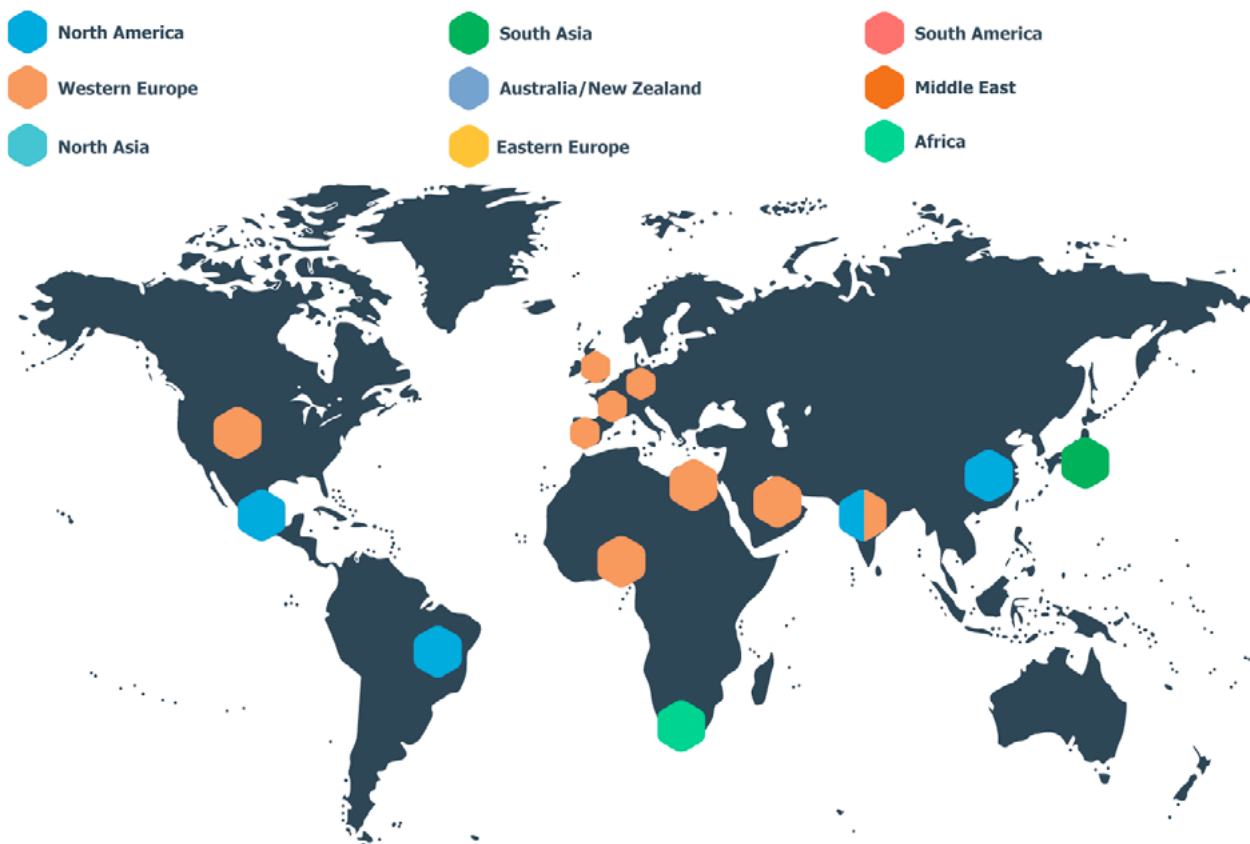 North America
South Asia
South America
Western Europe
Australia/New Zealand
Middle East
North Asia
Eastern Europe
Africa